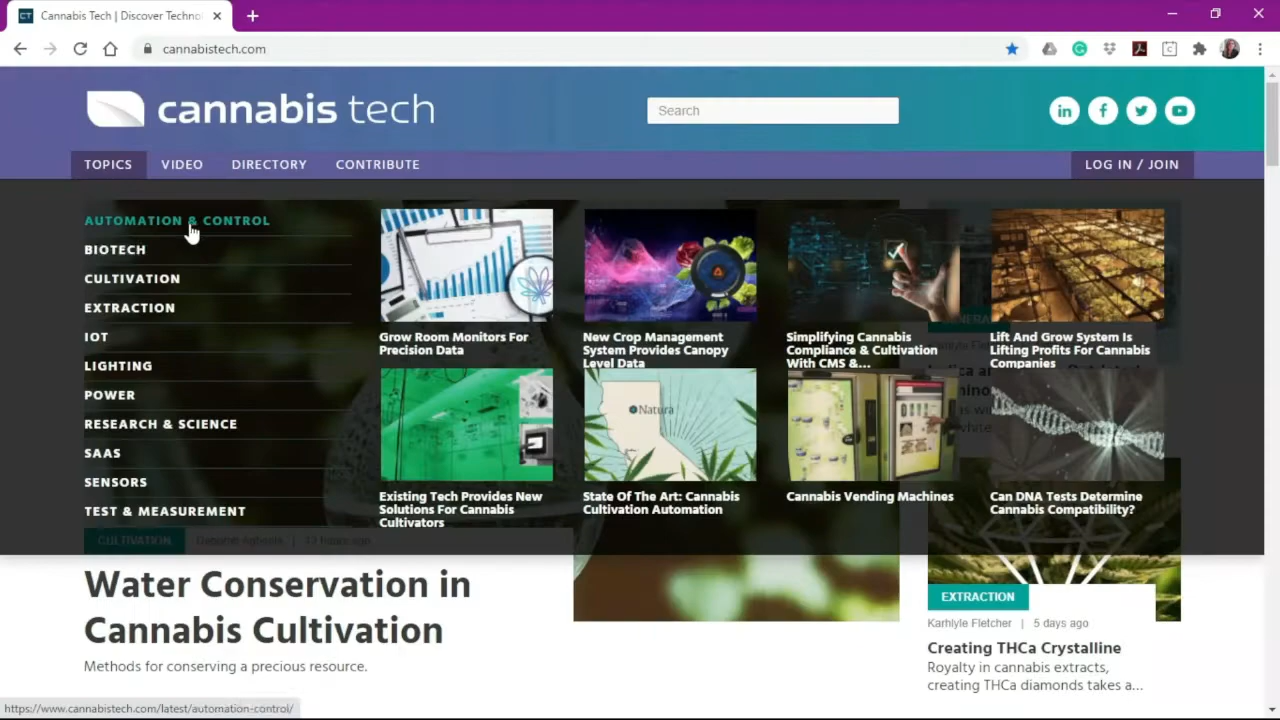 Cannabis Tech | Discover Techno
cannabistech.com
cannabis tech
Search
TOPICS
VIDEO
DIRECTORY
CONTRIBUTE
LOG IN / JOIN
AUTOMATION & CONTROL
BIOTECH
CULTIVATION
EXTRACTION
IOT
LIGHTING
POWER
RESEARCH & SCIENCE
SAAS
SENSORS
TEST & MEASUREMENT
Grow Room Monitors For
Precision Data
New Crop Management
System Provides Canopy
Level Data
Simplifying Cannabis
Compliance & Cultivation
With CMS &...
Lift And Grow System Is
Lifting Profits For Cannabis
Companies
Natura
Existing Tech Provides New
Solutions For Cannabis
Cultivators
State Of The Art: Cannabis
Cultivation Automation
Cannabis Vending Machines
Can DNA Tests Determine
Cannabis Compatibility?
CULTIVATION
Water Conservation in
Cannabis Cultivation
Methods for conserving a precious resource.
EXTRACTION
Karhlyle Fletcher | 5 days ago
Creating THCa Crystalline
Royalty in cannabis extracts,
creating THCa diamonds takes a...
https://www.cannabistech.com/latest/automation-control/